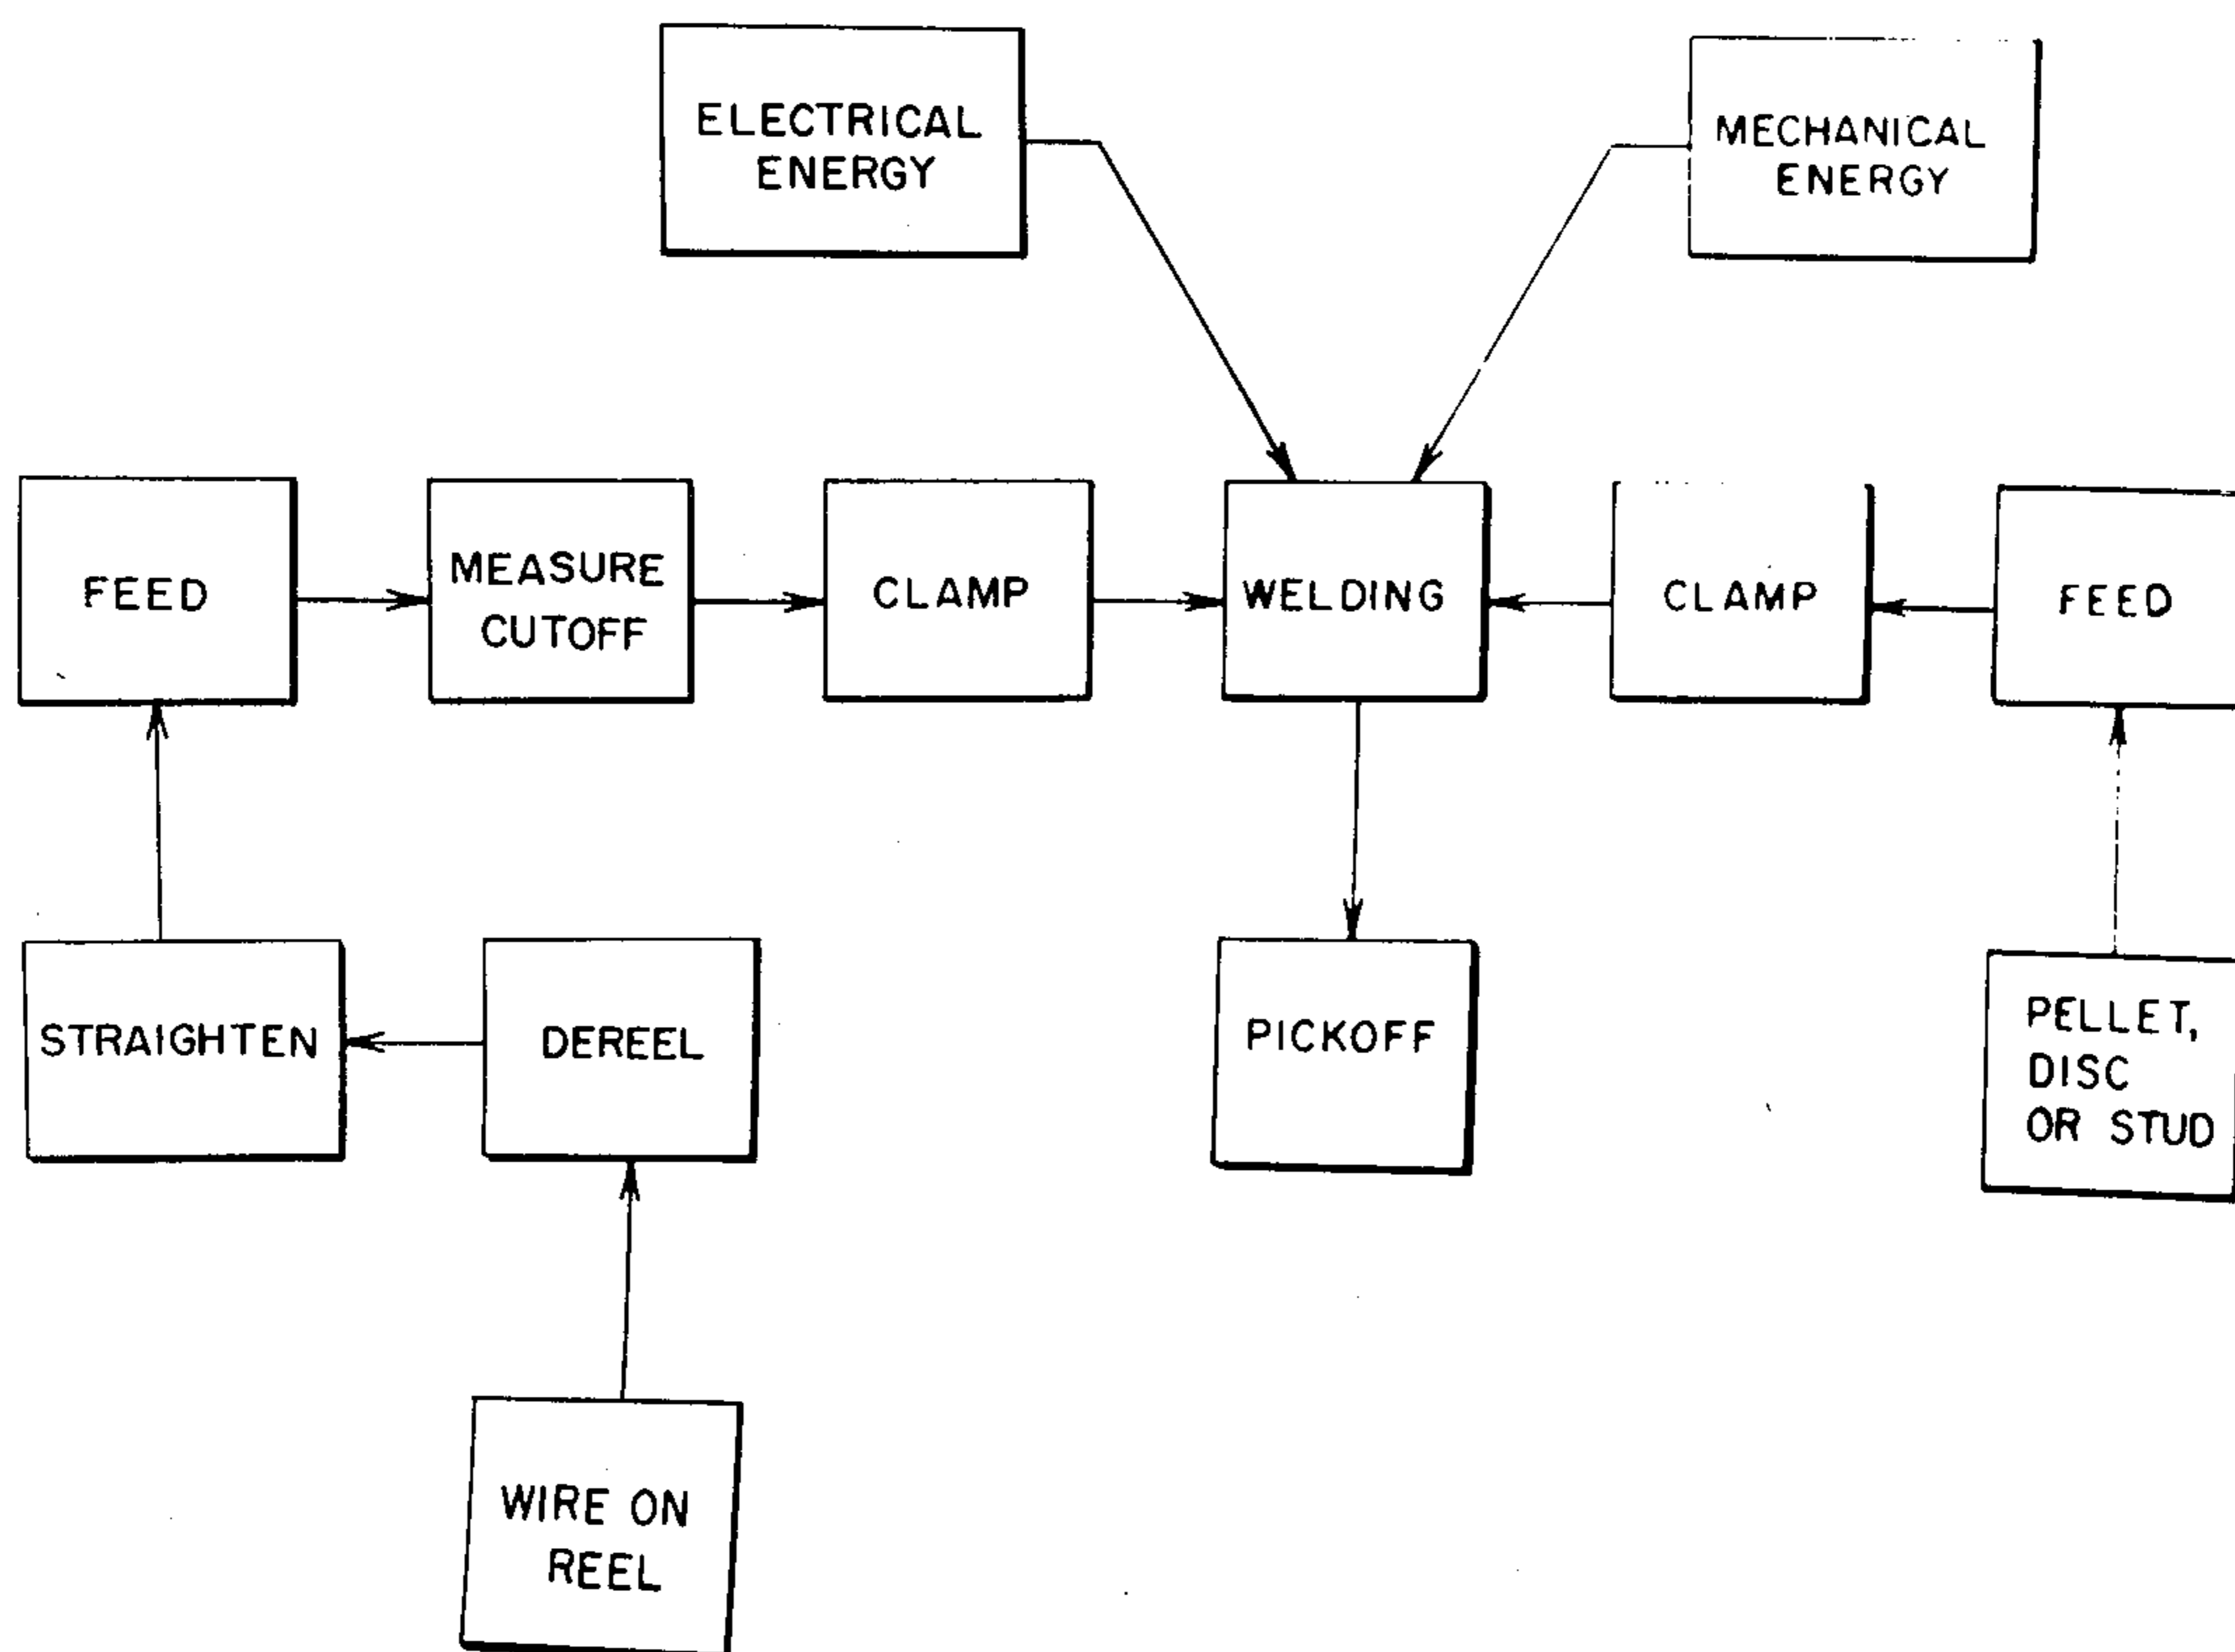 ELECTRICAL
ENERGY
MECHANICAL
ENERGY
FEED
MEASURE
CUTOFF
CLAMP
WELDING
CLAMP
FEED
STRAIGHTEN
DEREEL
PICKOFF
PELLET,
DISC
OR STUD
WIRE ON
REEL